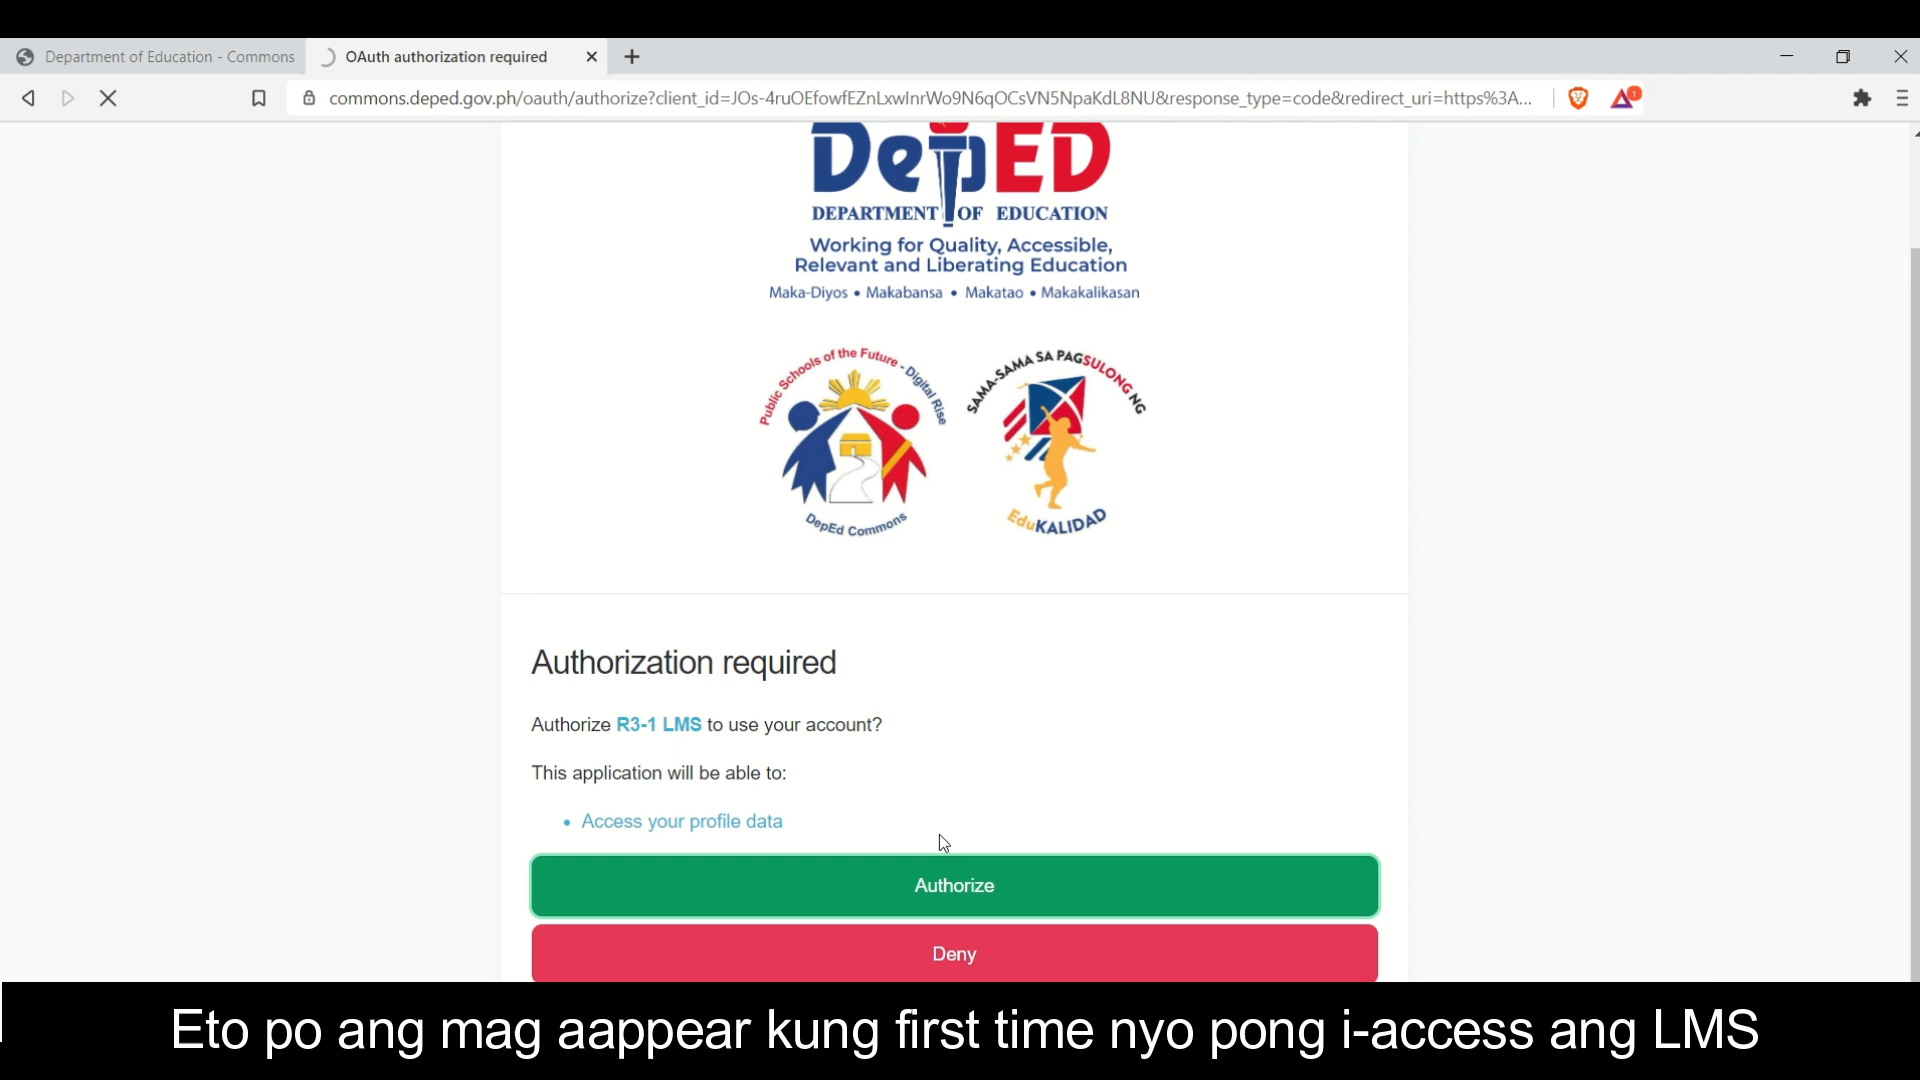 Department of Education - Commons
OAuth authorization required
commons.deped.gov.ph/oauth/authorize?client_id=JOs-4ruOEfowfEZnLxwInrWo9N6qOCsVN5NpaKdL8NU&response_type=code&redirect_uri=https%3A...
1
DepED
DEPARTMENT OF EDUCATION
Working for Quality, Accessible,
Relevant and Liberating Education
Maka-Diyos • Makabansa • Makatao • Makakalikasan
Public Schools of the Future - Digital Rise
DepEd Commons
SAMA-SAMA SA PAGSULONG NG
EduKALIDAD
Authorization required
Authorize R3-1 LMS to use your account?
This application will be able to:
• Access your profile data
Authorize
Deny
Eto po ang mag aappear kung first time nyo pong i-access ang LMS